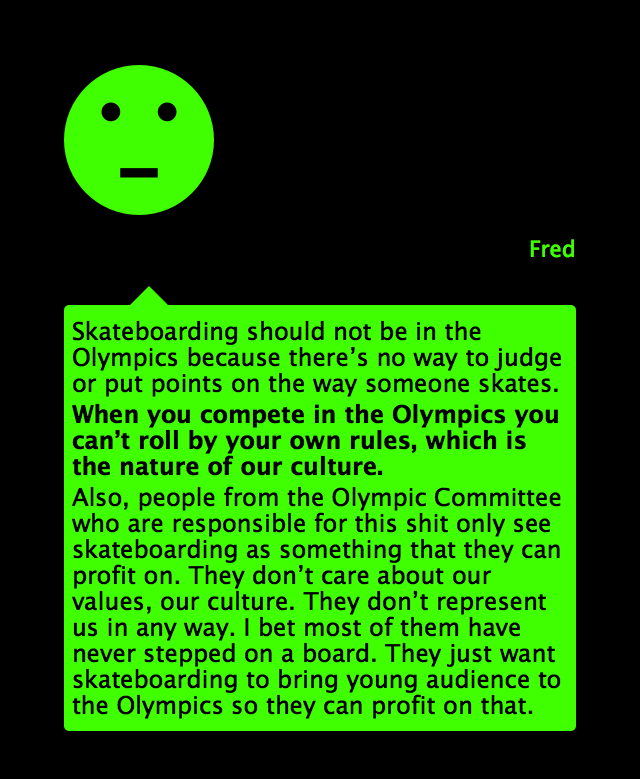 Fred
Skateboarding should not be in the
Olympics because there’s no way to judge
or put points on the way someone skates.
When you compete in the Olympics you
can’t roll by your own rules, which is
the nature of our culture.
Also, people from the Olympic Committee
who are responsible for this shit only see
skateboarding as something that they can
profit on. They don’t care about our
values, our culture. They don’t represent
us in any way. I bet most of them have
never stepped on a board. They just want
skateboarding to bring young audience to
the Olympics so they can profit on that.